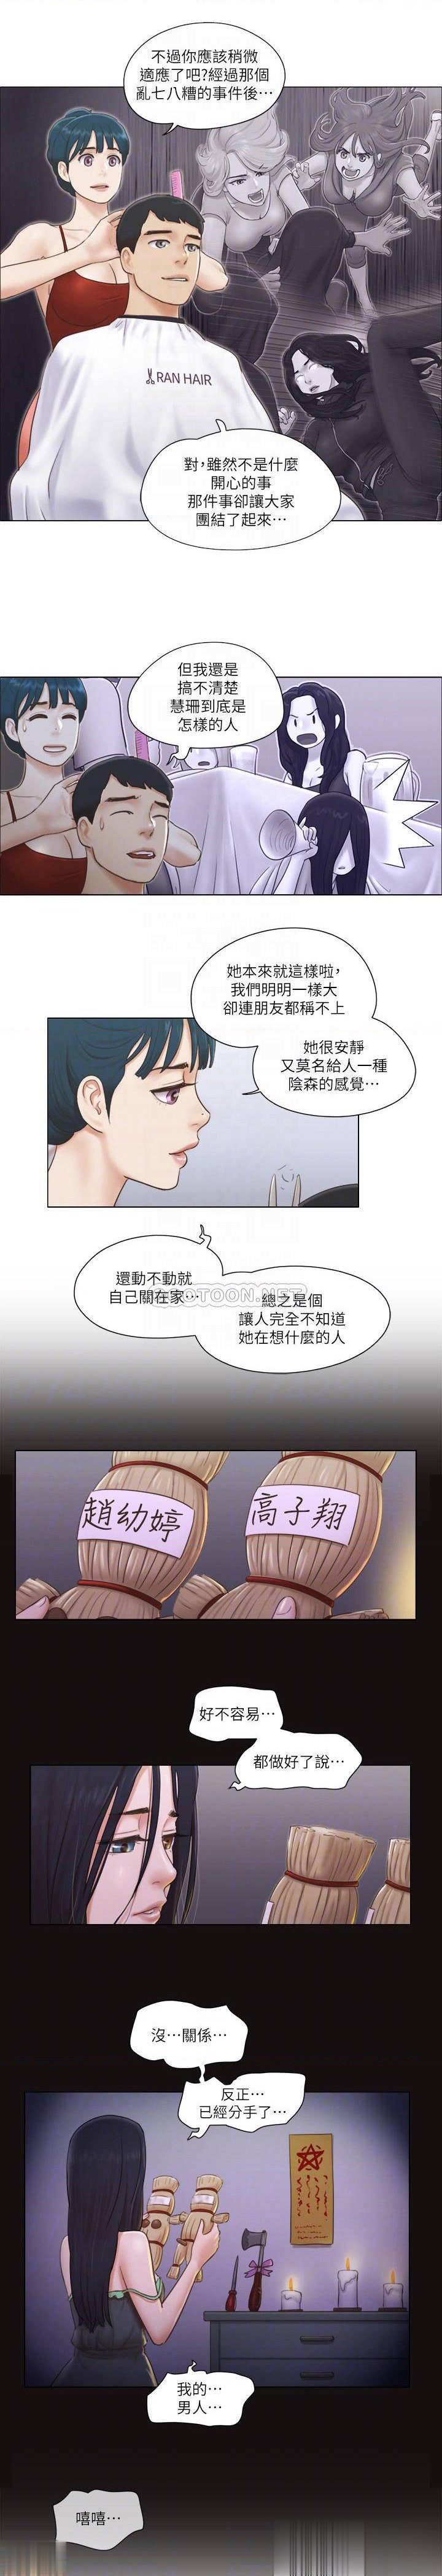 不過你應該稍微
適應了吧?經過那個
亂七八糟的事件後…
RAN HAIR
對，雖然不是什麼
開心的事
那件事卻讓大家
團結了起來…
但我還是
搞不清楚
慧珊到底是
怎樣的人
她本來就這樣啦，
我們明明一樣大
卻連朋友都稱不上
她很安靜
又莫名給人一種
陰森的感覺…
還動不動就
自己關在家…
總之是個
讓人完全不知道
她在想什麼的人
趙幼婷
高子翔
好不容易…
都做好了說…
沒…關係…
反正…
已經分手了…
我的…
男人…
嘻嘻…